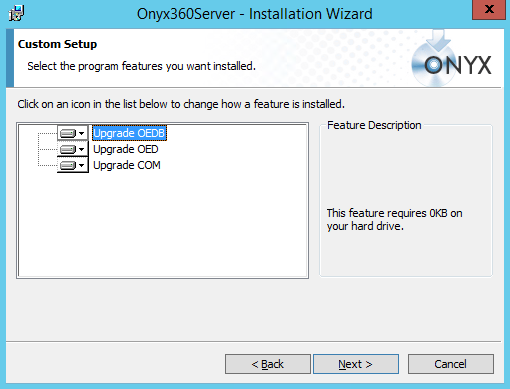 Onyx360Server - Installation Wizard
X
Custom Setup
Select the program features you want installed.
ONYX
Click on an icon in the list below to change how a feature is installed.
Upgrade OEDB
Upgrade OED
Upgrade COM
Feature Description
This feature requires 0KB on
your hard drive.
< Back
Next >
Cancel